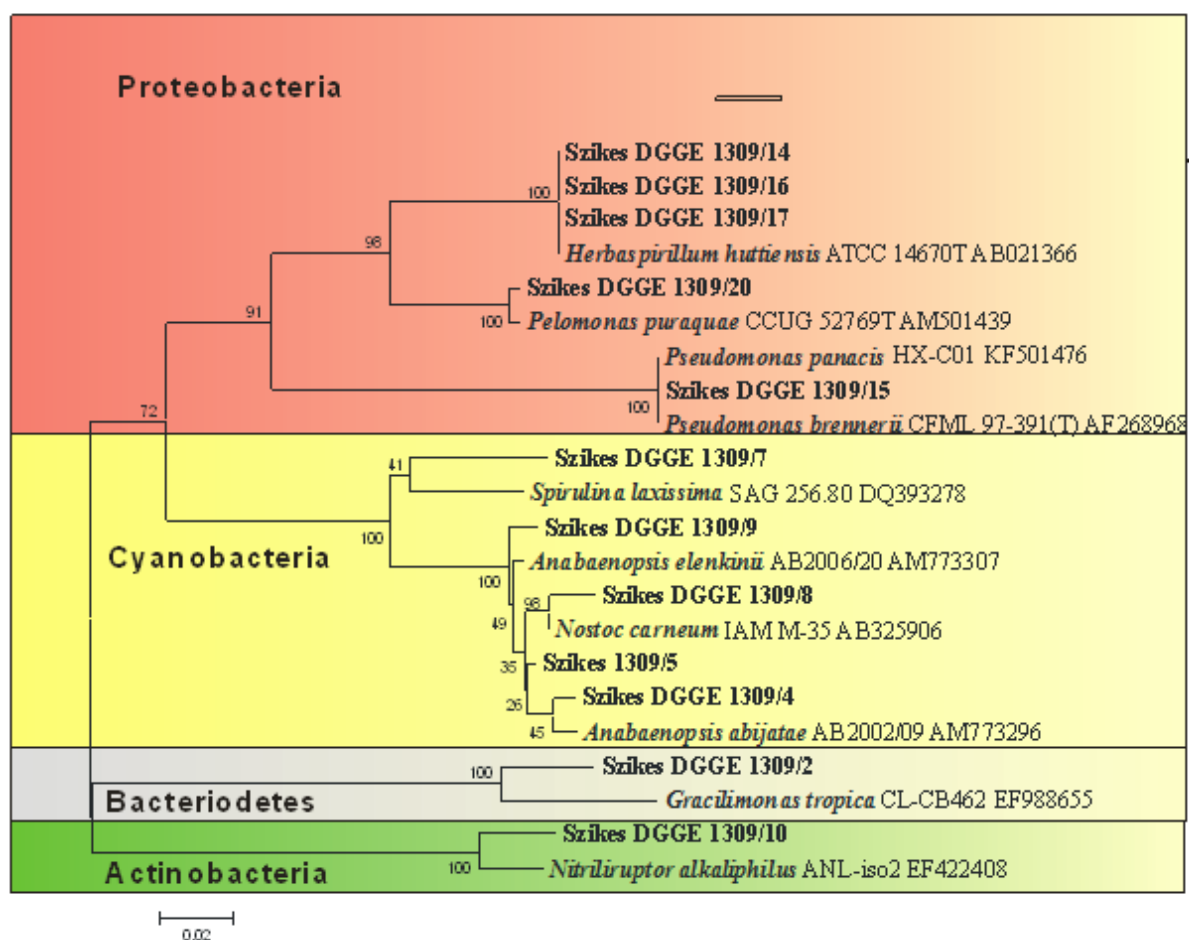 Proteobacteria
Szikes DGGE 1309/14
Szikes DGGE 1309/16
100
Szikes DGGE 1309/17
98
Herbaspirillum huttiensis ATCC 14670T AB021366
Szikes DGGE 1309/20
91
100
Pelomonas puraquae CCUG 52769T AM501439
Pseudomonas panacis HX-C01 KF501476
Szikes DGGE 1309/15
72
100
Pseudomonas brennerii CFML 97-391(T) AF268968
41
Szikes DGGE 1309/7
Spirulina laxissima SAG 256.80 DQ393278
Szikes DGGE 1309/9
100
Cyanobacteria
Anabaenopsis elenkinii AB2006/20 AM773307
100
Szikes DGGE 1309/8
98
49
Nostoc carneum IAM M-35 AB325906
35
Szikes 1309/5
Szikes DGGE 1309/4
26
45
Anabaenopsis abijatae AB2002/09 AM773296
Szikes DGGE 1309/2
100
Bacteriodetes
Gracilimonas tropica CL-CB462 EF988655
Szikes DGGE 1309/10
100
Actinobacteria
Nitriliruptor alkaliphilus ANL-iso2 EF422408
0.02